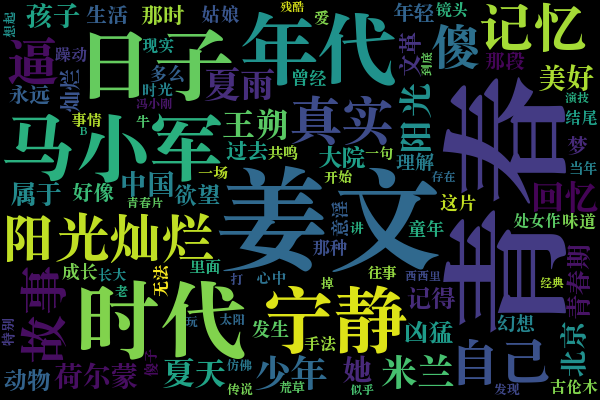 残酷
想起
孩子
生活
那时
姑娘
爱
年轻
镜头
记忆
逼
躁动
日子
现实
年代
文革
到底
傻
那段
永远
灿烂
多么
时光
冯小刚
夏雨
曾经
阳光
美好
演技
马小军
事情
B
牛
王朔
真实
结尾
过去
共鸣
大院
一句
理解
梦
春
当年
属于
好像
中国
欲望
一场
青春片
姜文
开始
存在
回忆
阳光灿烂
意淫
讲
童年
这片
处女作
味道
那种
青
故事
成长
长大
无法
老
里面
打
心中
掉
往事
西西里
经典
青春期
时代
宁静
记得
特别
玩
太阳
发生
手法
凶猛
幻想
北京
动物
荷尔蒙
傻子
夏天
仿佛
传说
少年
荒草
她
似乎
米兰
自己
发现
古伦木